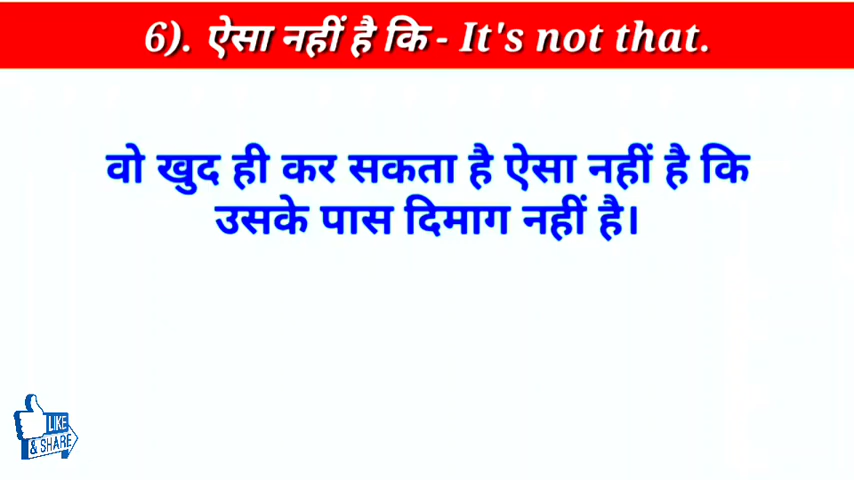 6). ऐसा नहीं है कि - It's not that.
वो खुद ही कर सकता है ऐसा नहीं है कि
उसके पास दिमाग नहीं है।
LIKE
& SHARE